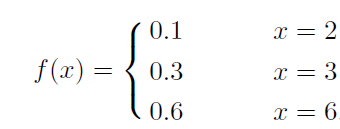 0.1 x = 2
f(x) = { 0.3 x = 3
0.6 x = 6